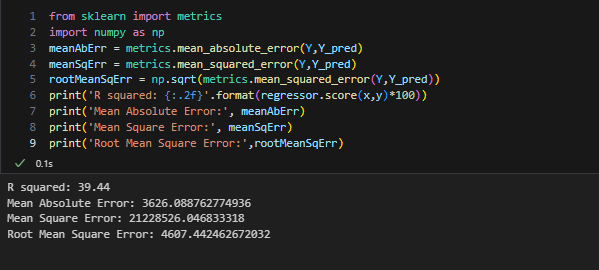 1 from sklearn import metrics
2 import numpy as np
3 meanAbErr = metrics.mean_absolute_error(Y,Y_pred)
4 meanSqErr = metrics.mean_squared_error(Y,Y_pred)
5 rootMeanSqErr = np.sqrt(metrics.mean_squared_error(Y,Y_pred))
6 print('R squared: {:.2f}'.format(regressor.score(x,y)*100))
7 print('Mean Absolute Error:', meanAbErr)
8 print('Mean Square Error:', meanSqErr)
9 print('Root Mean Square Error:',rootMeanSqErr)
✓ 0.1s
R squared: 39.44
Mean Absolute Error: 3626.088762774936
Mean Square Error: 21228526.046833318
Root Mean Square Error: 4607.442462672032